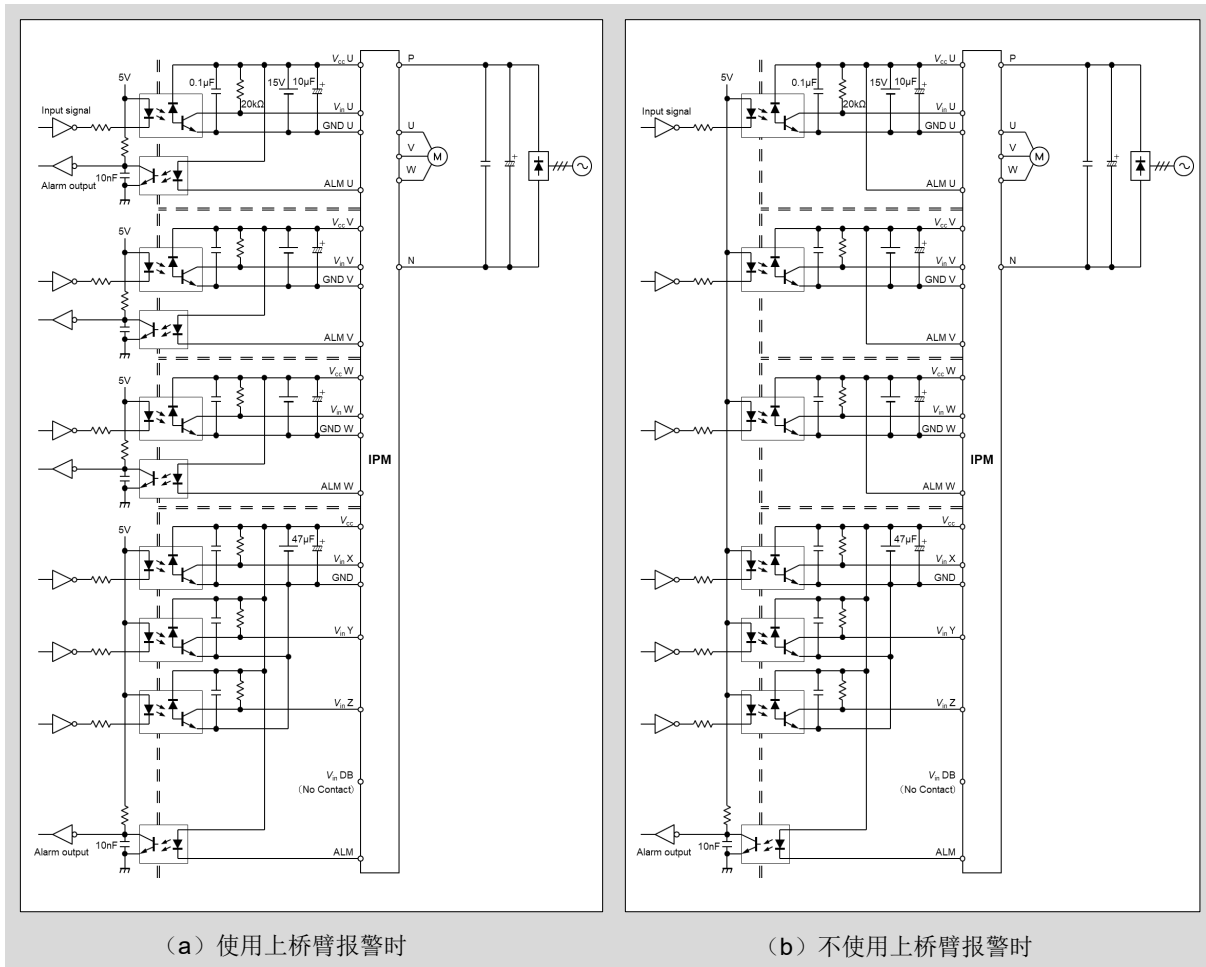 5V
0.1μF
20kΩ
15V
10μF
Vcc U
P
Input signal
Vin U
GND U
U
V
W
M
Alarm output
10nF
ALM U
5V
Vcc V
Vin V
N
GND V
ALM V
5V
Vcc W
Vin W
GND W
IPM
ALM W
5V
Vcc
47μF
Vin X
GND
Vin Y
Vin Z
Vin DB
(No Contact)
Alarm output
10nF
ALM
(a)使用上桥臂报警时
5V
0.1μF
20kΩ
15V
10μF
Vcc U
P
Input signal
Vin U
GND U
U
V
W
M
ALM U
Vcc V
Vin V
N
GND V
ALM V
Vcc W
Vin W
GND W
IPM
ALM W
Vcc
47μF
Vin X
GND
Vin Y
Vin Z
Vin DB
(No Contact)
Alarm output
10nF
ALM
(b)不使用上桥臂报警时